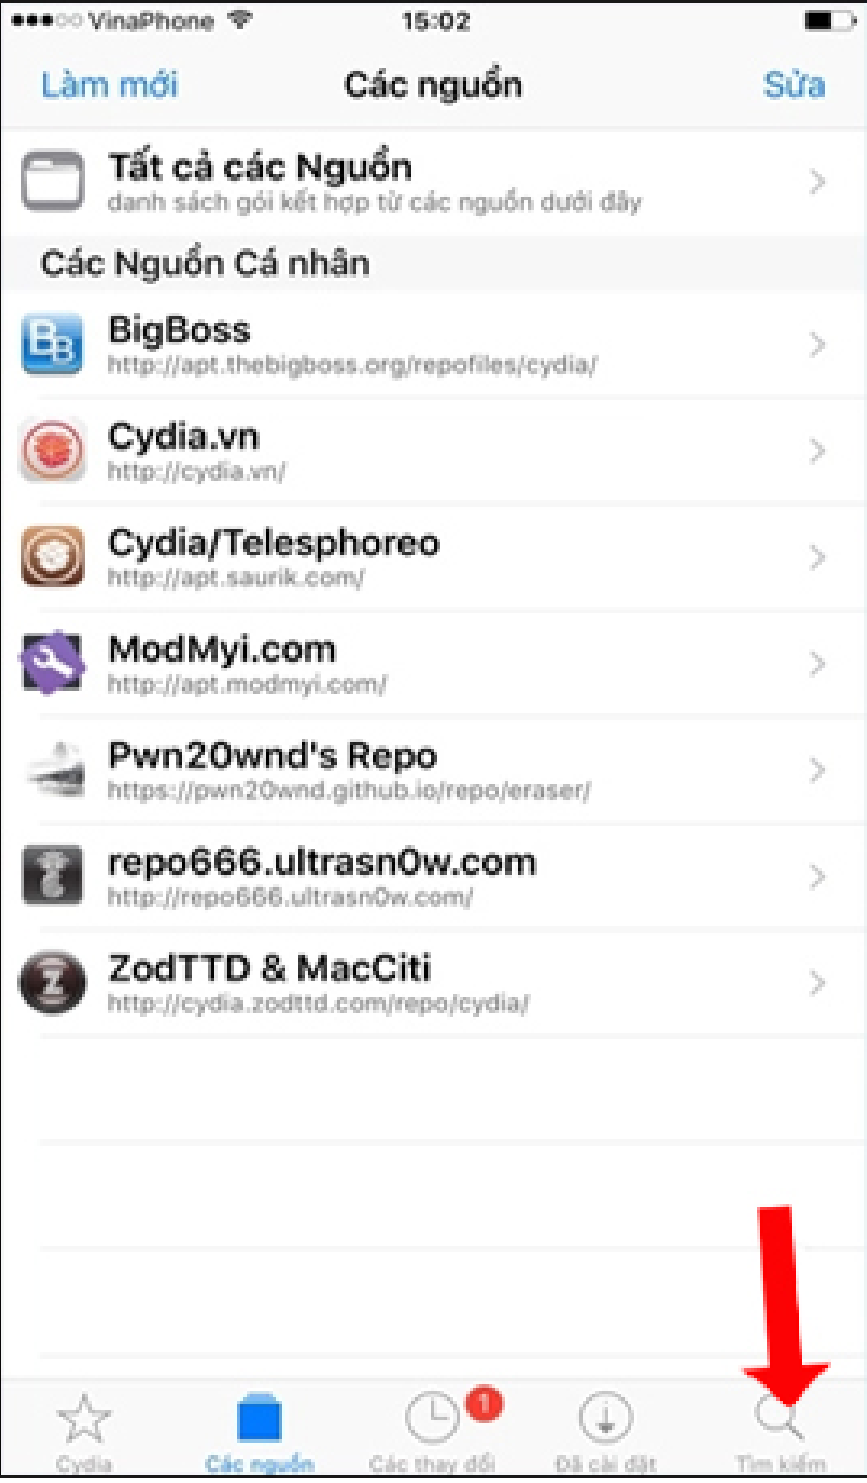 VinaPhone 15:02
Làm mới Các nguồn Sửa
Tất cả các Nguồn
danh sách gói kết hợp từ các nguồn dưới đây
Các Nguồn Cá nhân
BigBoss
http://apt.thebigboss.org/repofiles/cydia/
Cydia.vn
http://cydia.vn/
Cydia/Telesphoreo
http://apt.saurik.com/
ModMyi.com
http://apt.modmyi.com/
Pwn20wnd's Repo
https://pwn20wnd.github.io/repo/eraser/
repo666.ultrasn0w.com
http://repo666.ultrasn0w.com/
ZodTTD & MacCiti
http://cydia.zodttd.com/repo/cydia/
1
Cydia Các nguồn Các thay đổi Đã cài đặt Tìm kiếm